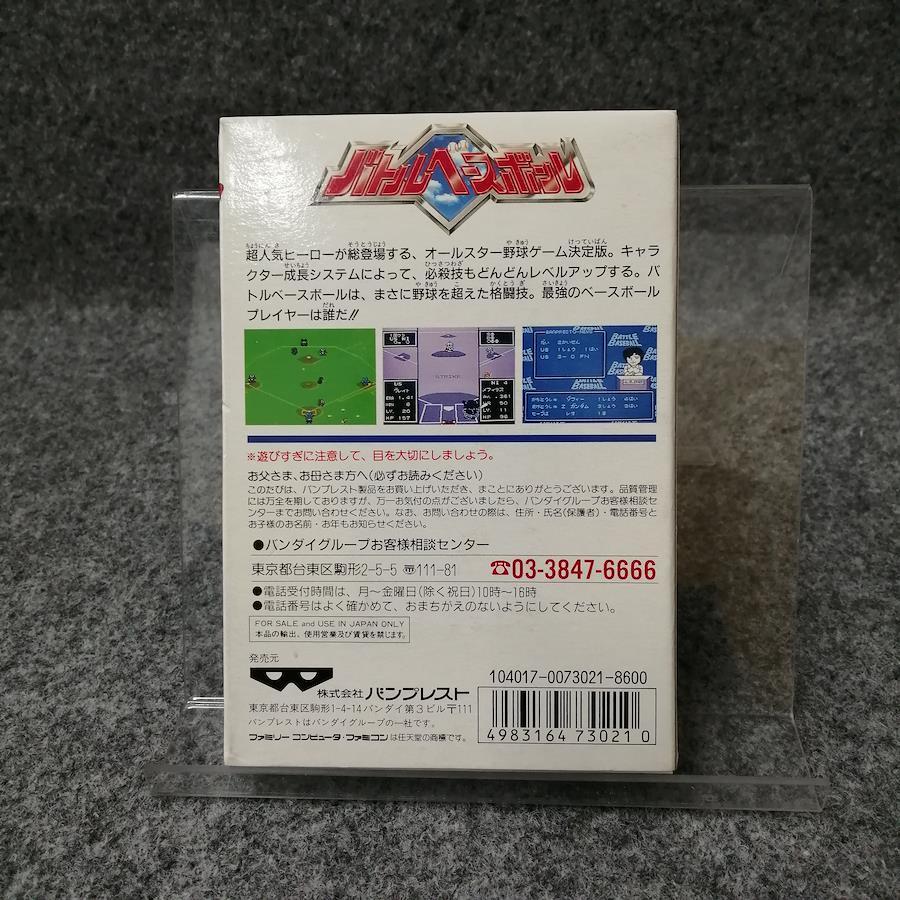 バトルベースボール
超人気ヒーローが総登場する、オールスター野球ゲーム決定版。キャラ
クター成長システムによって、必殺技もどんどんレベルアップする。バ
トルベースボールは、まさに野球を超えた格闘技。最強のベースボール
プレイヤーは誰だ!!
STRIKE
BATTLE BASEBALL
※遊びすぎに注意して、目を大切にしましょう。
お父さま、お母さま方へ(必ずお読みください)
このたびは、バンプレスト製品をお買い上げいただき、まことにありがとうございます。品質管理
には万全を期しておりますが、万一お気付の点がございましたら、バンダイグループお客様相談セ
ンターまでお問い合わせください。なお、お問い合わせの際は、住所・氏名(保護者)・電話番号と
お子様のお名前・お年もお知らせください。
●バンダイグループお客様相談センター
東京都台東区駒形2-5-5 〒111-81 ☎03-3847-6666
●電話受付時間は、月〜金曜日(除く祝日)10時〜16時
●電話番号はよく確かめて、おまちがえのないようにしてください。
FOR SALE and USE IN JAPAN ONLY
本品の輸出、使用営業及び賃貸を禁じます。
発売元
株式会社バンプレスト
東京都台東区駒形1-4-14バンダイ第3ビル〒111
バンプレストはバンダイグループの一社です。
ファミリー コンピュータ・ファミコンは任天堂の商標です。
104017-0073021-8600
4983164730210